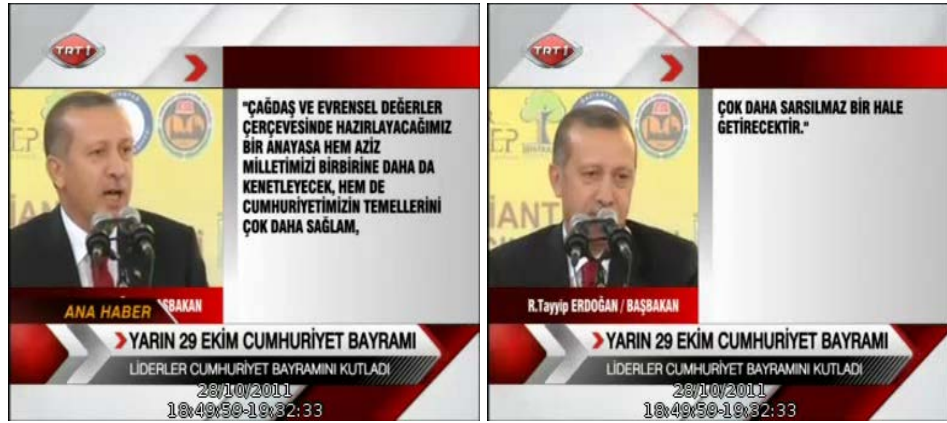 TRT 1
"ÇAĞDAŞ VE EVRENSEL DEĞERLER
ÇERÇEVESİNDE HAZIRLAYACAĞIMIZ
BİR ANAYASA HEM AZİZ
MİLLETİMİZİ BİRBİRİNE DAHA DA
KENETLEYECEK, HEM DE
CUMHURİYETİMİZİN TEMELLERİNİ
ÇOK DAHA SAĞLAM,
ANA HABER
YARIN 29 EKİM CUMHURİYET BAYRAMI
LİDERLER CUMHURİYET BAYRAMINI KUTLADI
28/10/2011
18:49:59-19:32:33
TRT 1
ÇOK DAHA SARSILMAZ BİR HALE
GETİRECEKTİR."
R.Tayyip ERDOĞAN / BAŞBAKAN
YARIN 29 EKİM CUMHURİYET BAYRAMI
LİDERLER CUMHURİYET BAYRAMINI KUTLADI
28/10/2011
18:49:59-19:32:33